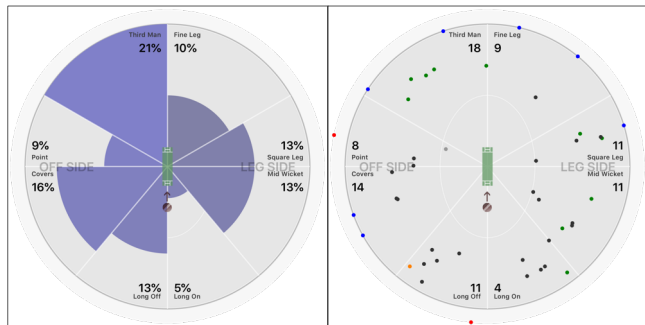 Third Man
21%
Fine Leg
10%
9%
Point
OFF SIDE
Covers
16%
13%
Square Leg
LEG SIDE
Mid Wicket
13%
13%
Long Off
5%
Long On
Third Man
18
Fine Leg
9
8
Point
OFF SIDE
Covers
14
11
Square Leg
LEG SIDE
Mid Wicket
11
11
Long Off
4
Long On